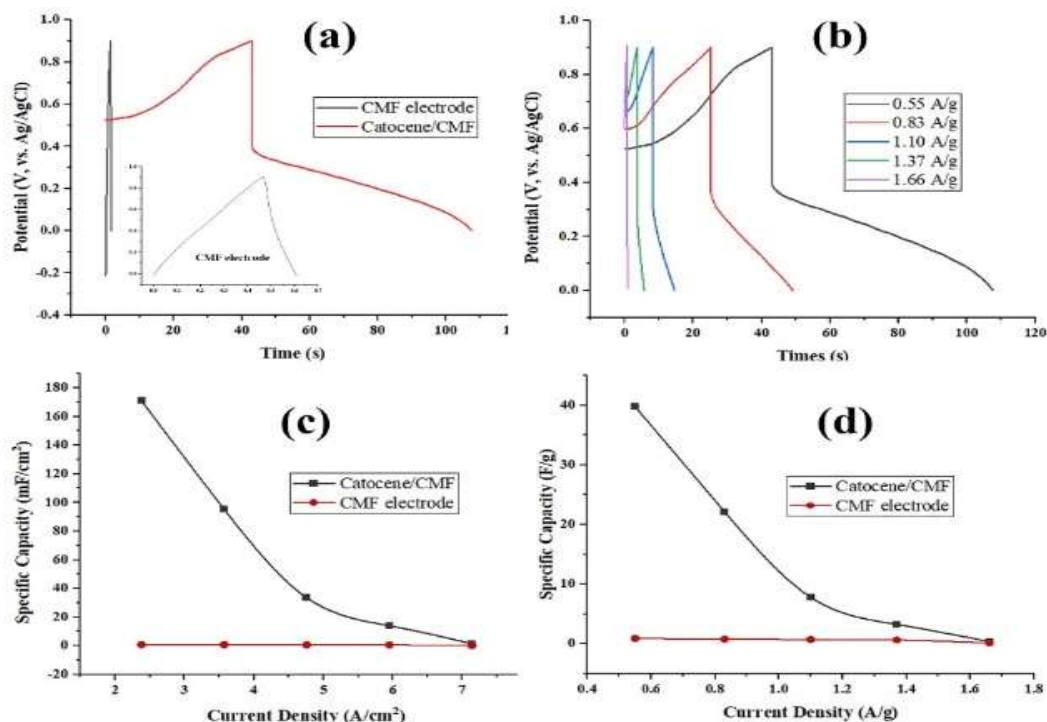 (a)
1.0
0.8
0.6
0.4
0.2
0.0
-0.2
-0.4
Potential (V, vs. Ag/AgCl)
CMF electrode
Catocene/CMF
CMF electrode
0 20 40 60 80 100
Time (s)
(b)
1.0
0.8
0.6
0.4
0.2
0.0
Potential (V, vs. Ag/AgCl)
0.55 A/g
0.83 A/g
1.10 A/g
1.37 A/g
1.66 A/g
0 20 40 60 80 100 120
Times (s)
(c)
180
160
140
120
100
80
60
40
20
0
-20
Specific Capacity (mF/cm²)
Catocene/CMF
CMF electrode
2 3 4 5 6 7
Current Density (A/cm²)
(d)
40
30
20
10
0
Specific Capacity (F/g)
Catocene/CMF
CMF electrode
0.4 0.6 0.8 1.0 1.2 1.4 1.6 1.8
Current Density (A/g)